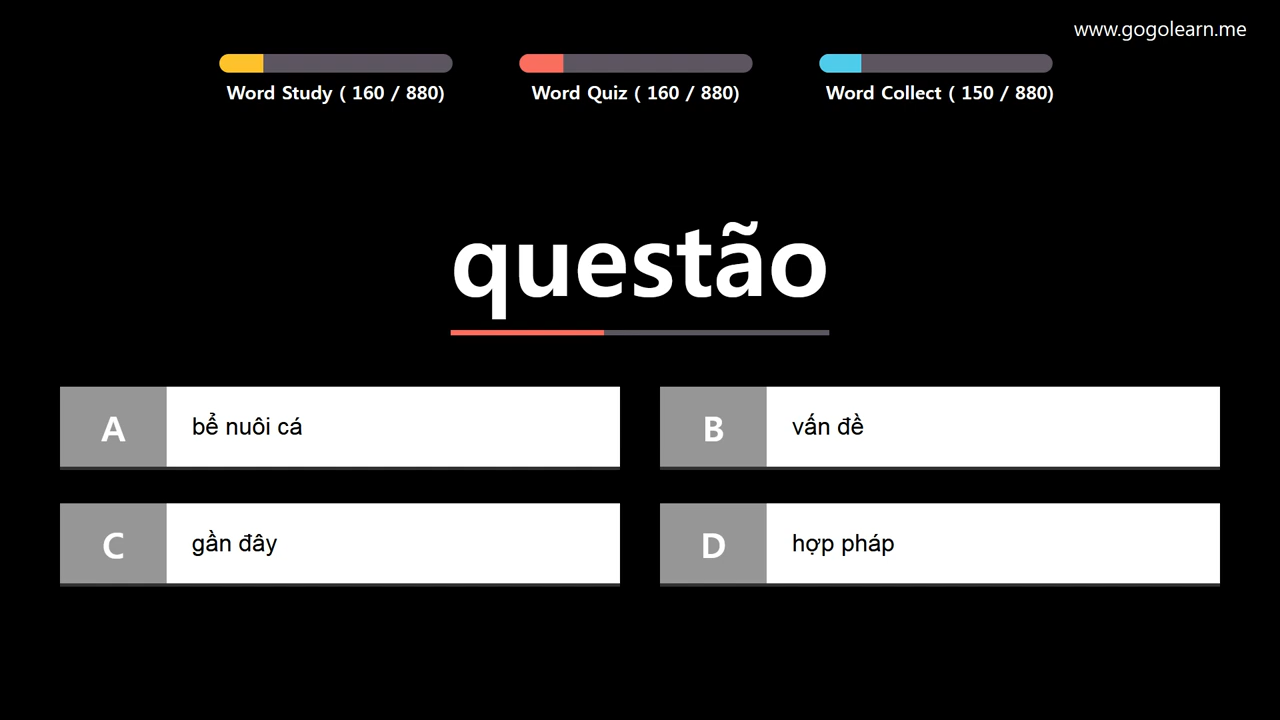 www.gogolearn.me
Word Study ( 160 / 880)
Word Quiz ( 160 / 880)
Word Collect ( 150 / 880)
questão
A
bể nuôi cá
B
vấn đề
C
gần đây
D
hợp pháp